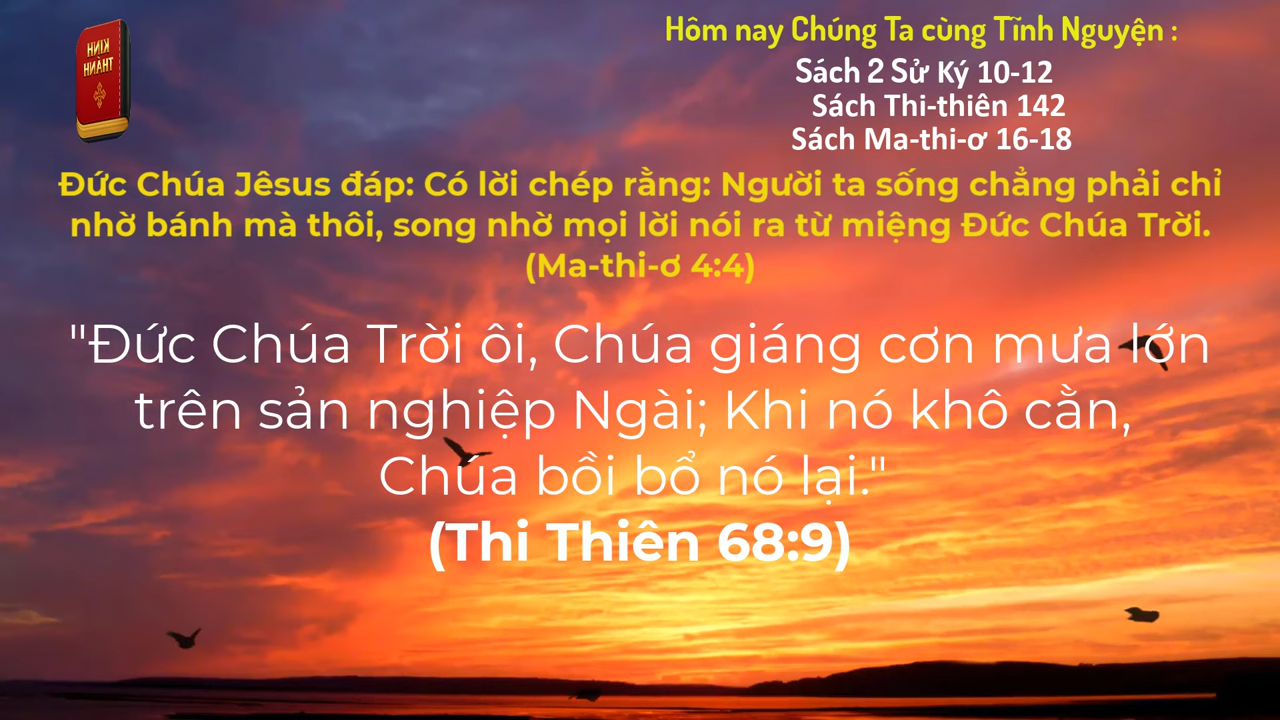 KINH
THÁNH
Hôm nay Chúng Ta cùng Tĩnh Nguyện :
Sách 2 Sử Ký 10-12
Sách Thi-thiên 142
Sách Ma-thi-ơ 16-18
Đức Chúa Jêsus đáp: Có lời chép rằng: Người ta sống chẳng phải chỉ
nhờ bánh mà thôi, song nhờ mọi lời nói ra từ miệng Đức Chúa Trời.
(Ma-thi-ơ 4:4)
"Đức Chúa Trời ôi, Chúa giáng cơn mưa lớn
trên sản nghiệp Ngài; Khi nó khô cằn,
Chúa bồi bổ nó lại."
(Thi Thiên 68:9)